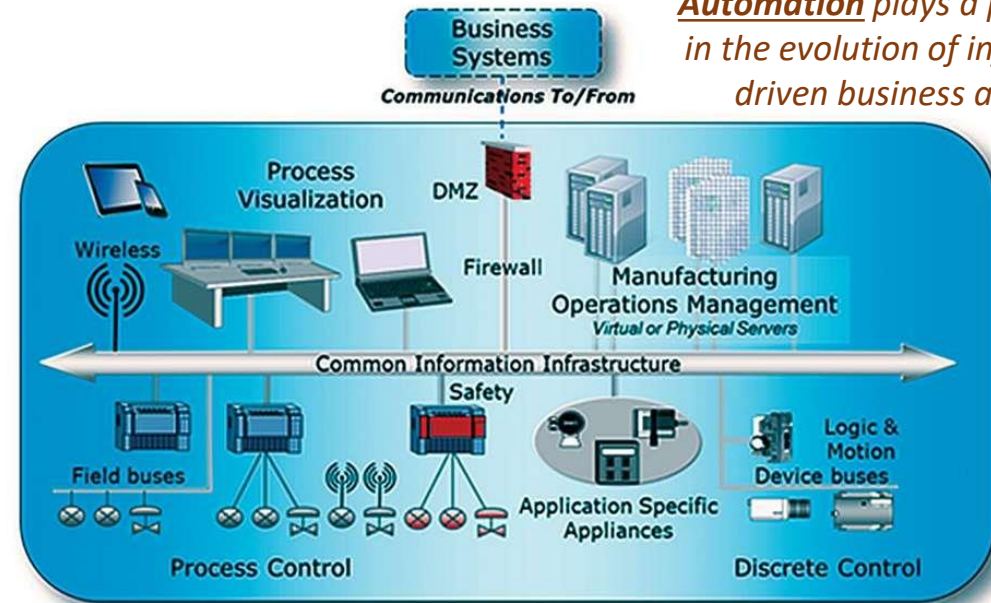 Automation plays a
in the evolution of
driven business
Business
Systems
Communications To/From
Process
Visualization
DMZ
Wireless
Firewall
Manufacturing
Operations Management
Virtual or Physical Servers
Common Information Infrastructure
Safety
Field buses
Logic &
Motion
Device buses
Application Specific
Appliances
Process Control
Discrete Control